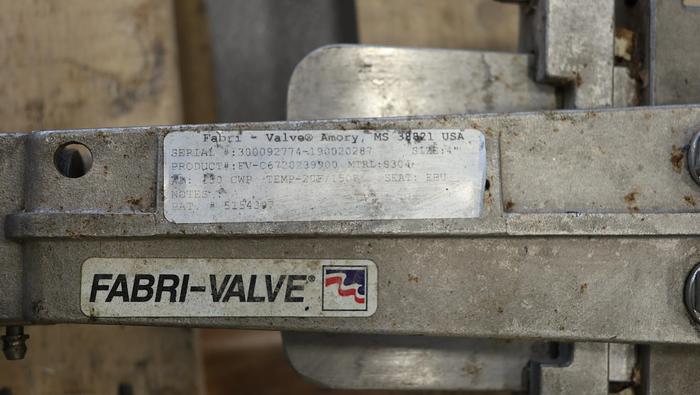 Fabri - Valve® Amory, MS 38821 USA
SERIAL #:300092774-190020287 SIZE:4"
PRODUCT#:FV-C6720239900 MTRL:S304
150 CWP TEMP-20F/150F SEAT: EBU
NOTES:
PAT. # 5154397
FABRI-VALVE®